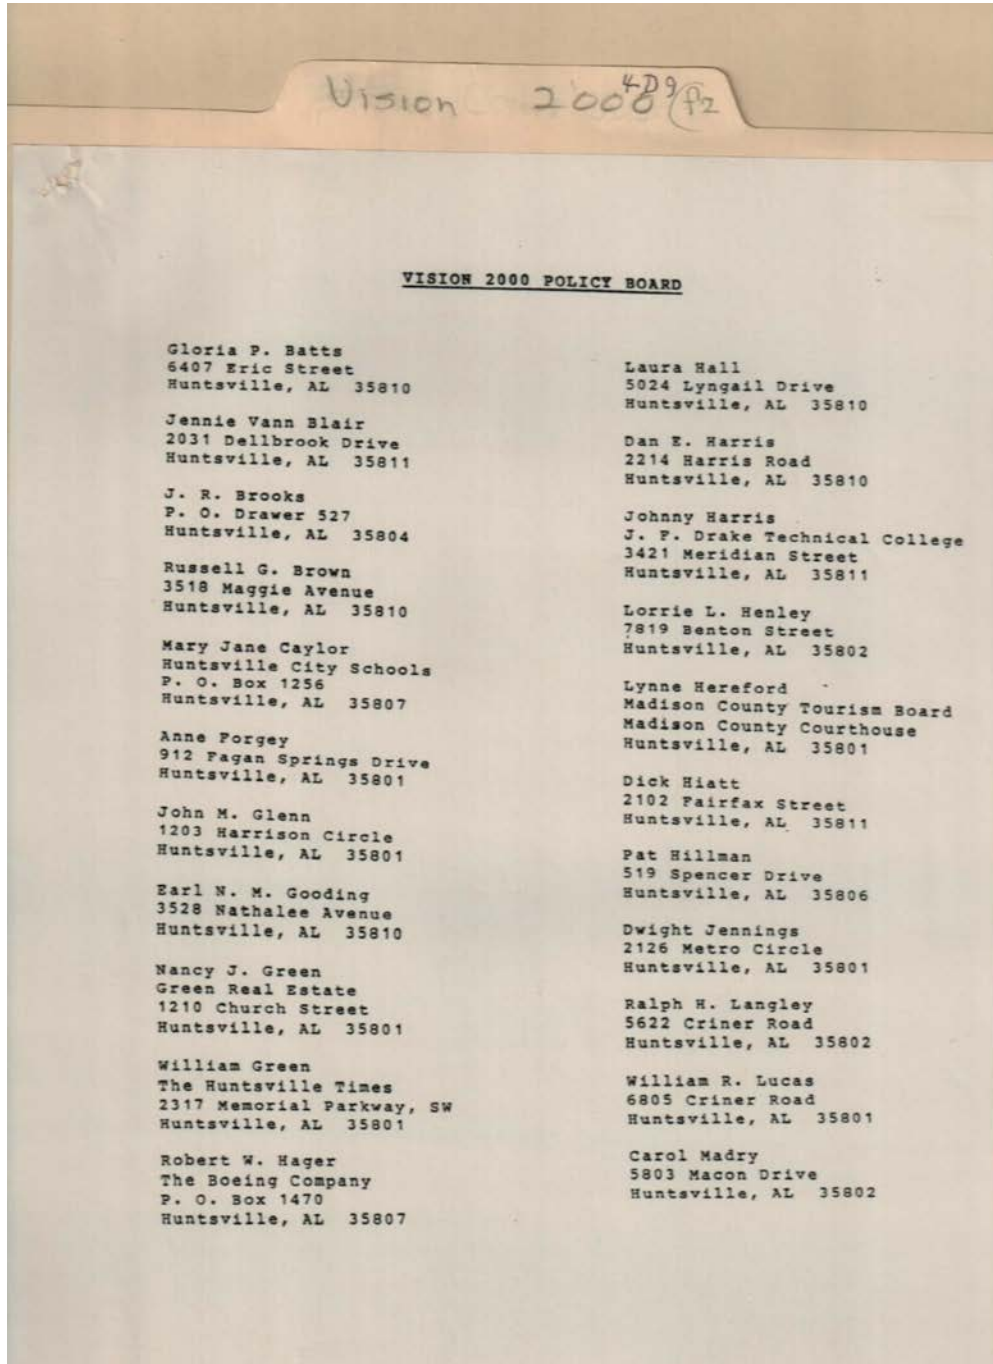 Vision 2000
4-D9
P2
VISION 2000 POLICY BOARD
Gloria P. Batts
6407 Eric Street
Huntsville, AL 35810
Jennie Vann Blair
2031 Dellbrook Drive
Huntsville, AL 35811
J. R. Brooks
P. O. Drawer 527
Huntsville, AL 35804
Russell G. Brown
3518 Maggie Avenue
Huntsville, AL 35810
Mary Jane Caylor
Huntsville City Schools
P. O. Box 1256
Huntsville, AL 35807
Anne Forgey
912 Fagan Springs Drive
Huntsville, AL 35801
John M. Glenn
1203 Harrison Circle
Huntsville, AL 35801
Earl N. M. Gooding
3528 Nathalee Avenue
Huntsville, AL 35810
Nancy J. Green
Green Real Estate
1210 Church Street
Huntsville, AL 35801
William Green
The Huntsville Times
2317 Memorial Parkway, SW
Huntsville, AL 35801
Robert W. Hager
The Boeing Company
P. O. Box 1470
Huntsville, AL 35807
Laura Hall
5024 Lyngail Drive
Huntsville, AL 35810
Dan E. Harris
2214 Harris Road
Huntsville, AL 35810
Johnny Harris
J. F. Drake Technical College
3421 Meridian Street
Huntsville, AL 35811
Lorrie L. Henley
7819 Benton Street
Huntsville, AL 35802
Lynne Hereford
Madison County Tourism Board
Madison County Courthouse
Huntsville, AL 35801
Dick Hiatt
2102 Fairfax Street
Huntsville, AL 35811
Pat Hillman
519 Spencer Drive
Huntsville, AL 35806
Dwight Jennings
2126 Metro Circle
Huntsville, AL 35801
Ralph H. Langley
5622 Criner Road
Huntsville, AL 35802
William R. Lucas
6805 Criner Road
Huntsville, AL 35801
Carol Madry
5803 Macon Drive
Huntsville, AL 35802